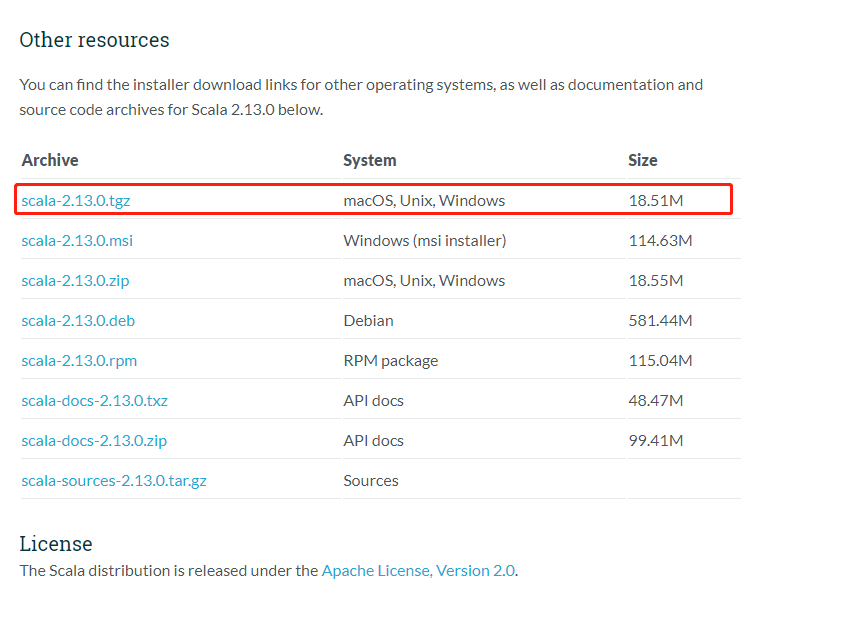 Other resources
You can find the installer download links for other operating systems, as well as documentation and
source code archives for Scala 2.13.0 below.
Archive System Size
scala-2.13.0.tgz macOS, Unix, Windows 18.51M
scala-2.13.0.msi Windows (msi installer) 114.63M
scala-2.13.0.zip macOS, Unix, Windows 18.55M
scala-2.13.0.deb Debian 581.44M
scala-2.13.0.rpm RPM package 115.04M
scala-docs-2.13.0.txz API docs 48.47M
scala-docs-2.13.0.zip API docs 99.41M
scala-sources-2.13.0.tar.gz Sources
License
The Scala distribution is released under the Apache License, Version 2.0.